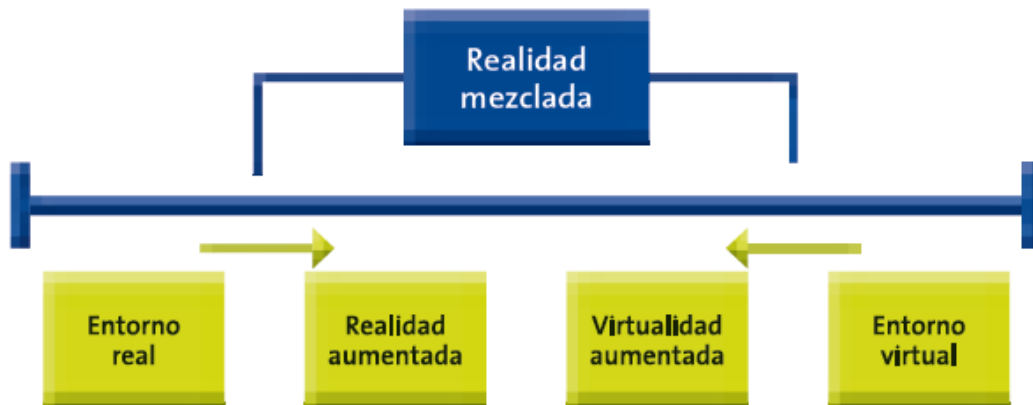 Realidad
mezclada
Entorno
real
Realidad
aumentada
Virtualidad
aumentada
Entorno
virtual